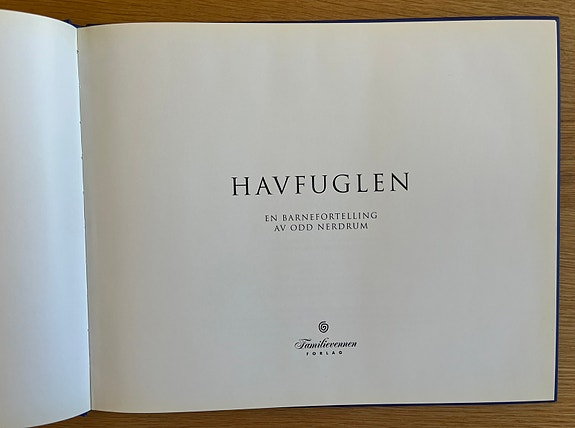 HAVFUGLEN
EN BARNEFORTELLING
AV ODD NERDRUM
Familievennen
FORLAG